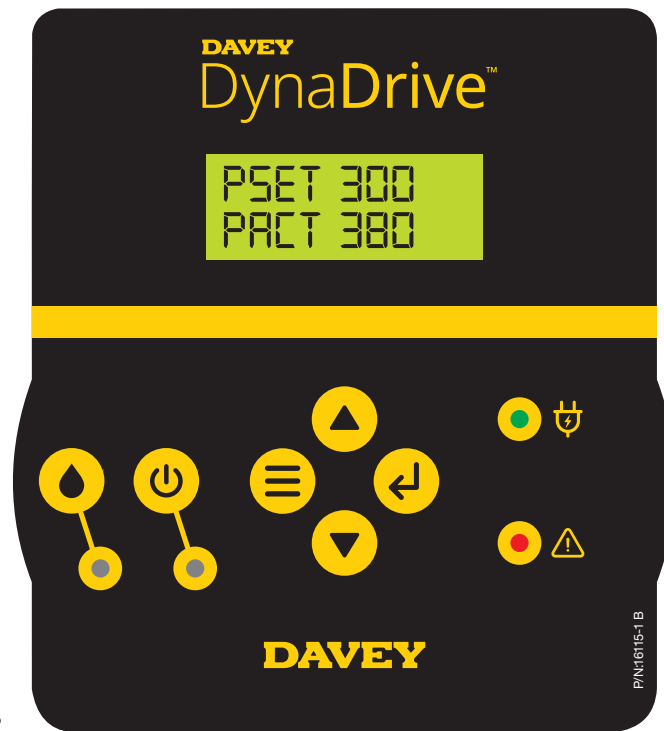 DAVEY
DynaDrive™
PSET 300
PACT 380
DAVEY
P/N:16115-1 B